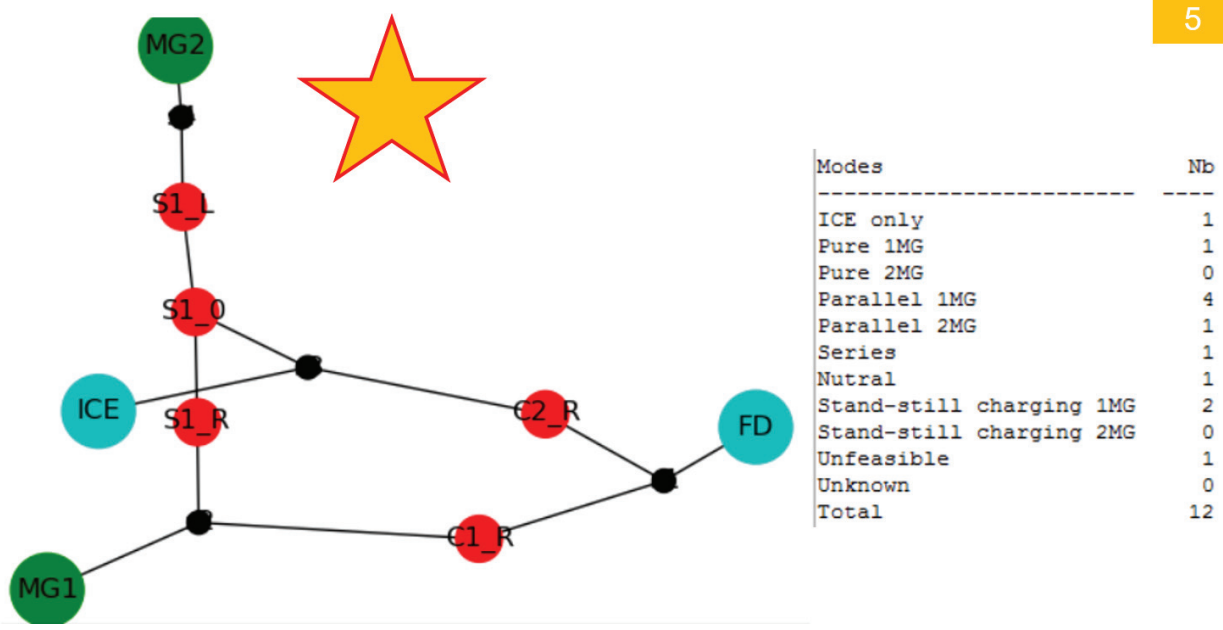 5
MG2
S1_L
S1_0
ICE
S1_R
C2_R
FD
C1_R
MG1
Modes Nb
------------------------ ----
ICE only 1
Pure 1MG 1
Pure 2MG 0
Parallel 1MG 4
Parallel 2MG 1
Series 1
Nutral 1
Stand-still charging 1MG 2
Stand-still charging 2MG 0
Unfeasible 1
Unknown 0
Total 12